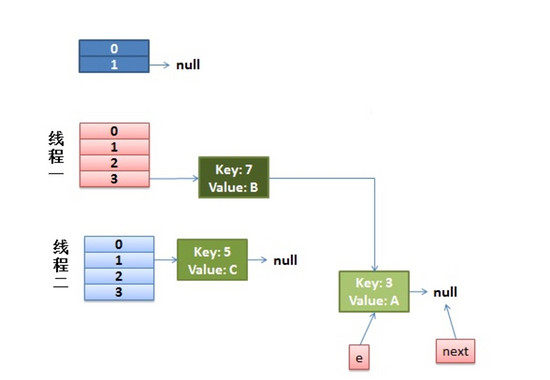 0
1
null
线程一
0
1
2
3
Key: 7
Value: B
线程二
0
1
2
3
Key: 5
Value: C
null
Key: 3
Value: A
null
e
next